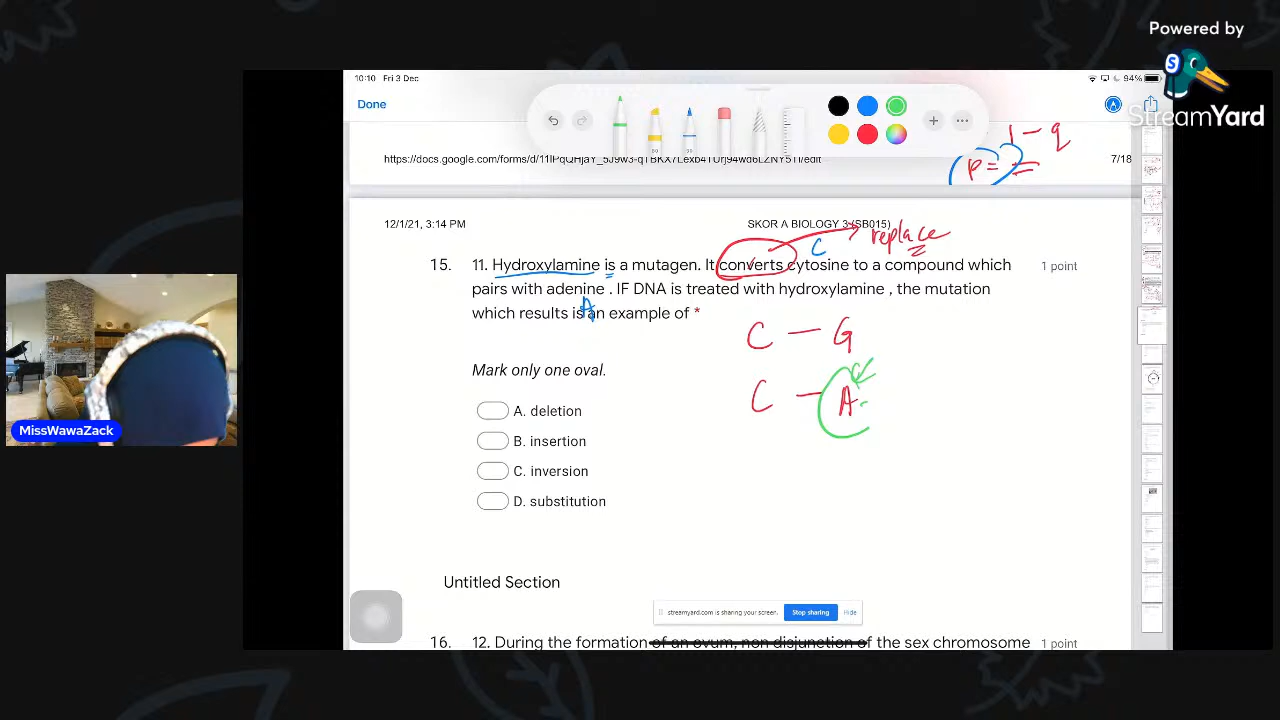 Powered by
StreamYard
10:10 Fri 3 Dec
94%
Done
1 - q
p =
7/18
12/1/21, 3:14 PM
SKOR A BIOLOGY 3 (SB015)
replace
C
15.
11. Hydroxylamine is a mutagen. It converts cytosine to a compound which
1 point
pairs with adenine. IF DNA is treated with hydroxylamine, the mutation
A
which results is an example of *
C — G
C — A
Mark only one oval.
A. deletion
B. insertion
C. inversion
D. substitution
MissWawaZack
Untitled Section
streamyard.com is sharing your screen.
Stop sharing
Hide
16.
12. During the formation of an ovum, non disjunction of the sex chromosome
1 point